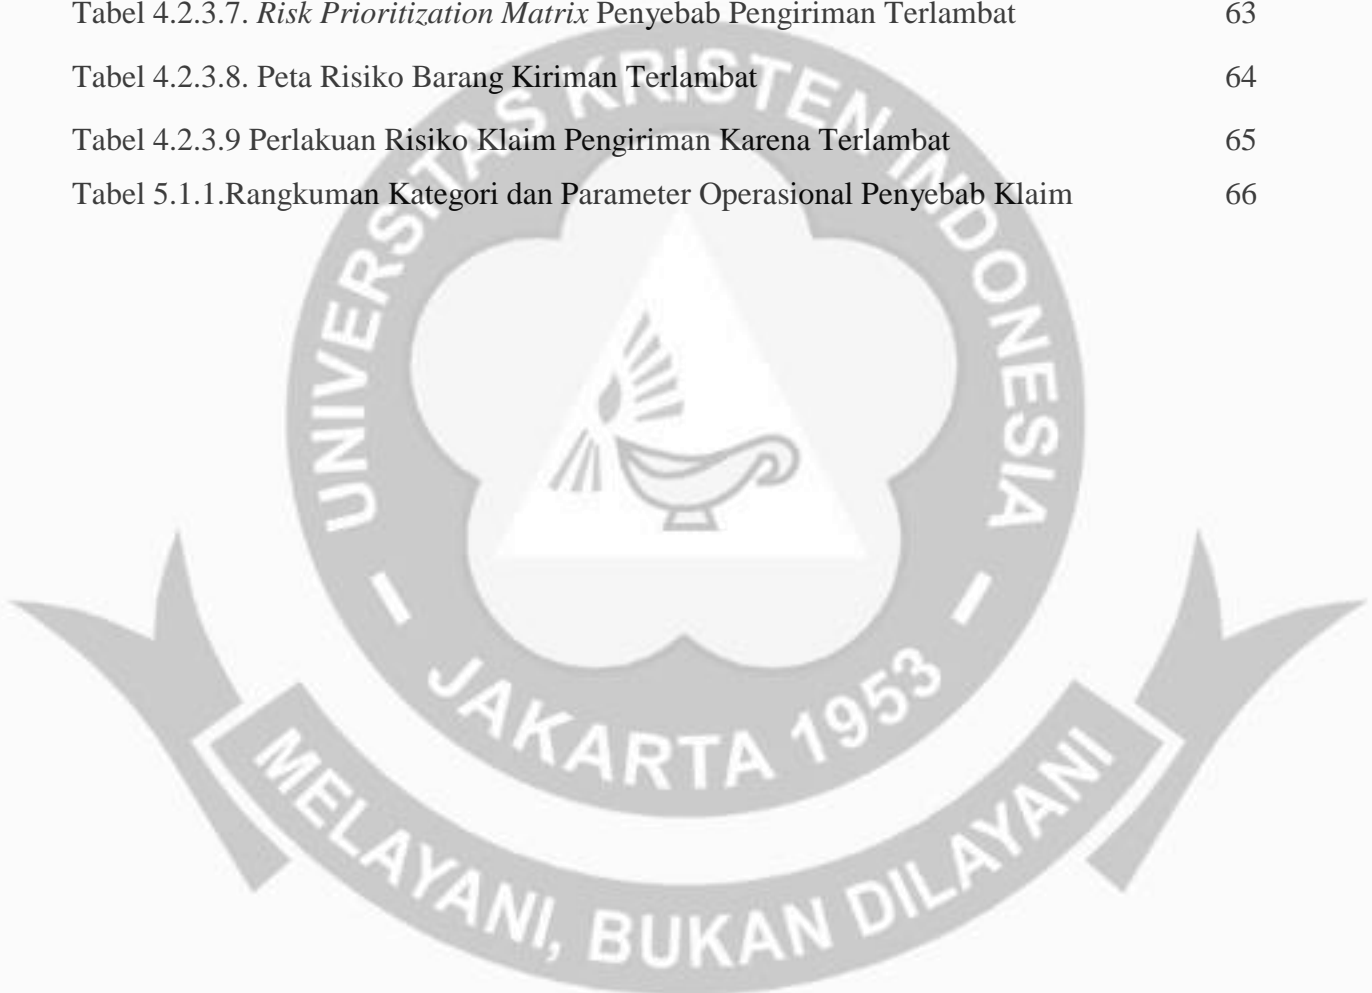 Tabel 4.2.3.7. Risk Prioritization Matrix Penyebab Pengiriman Terlambat 63
Tabel 4.2.3.8. Peta Risiko Barang Kiriman Terlambat 64
Tabel 4.2.3.9 Perlakuan Risiko Klaim Pengiriman Karena Terlambat 65
Tabel 5.1.1.Rangkuman Kategori dan Parameter Operasional Penyebab Klaim 66
UNIVERSITAS KRISTEN INDONESIA
JAKARTA 1953
MELAYANI, BUKAN DILAYANI